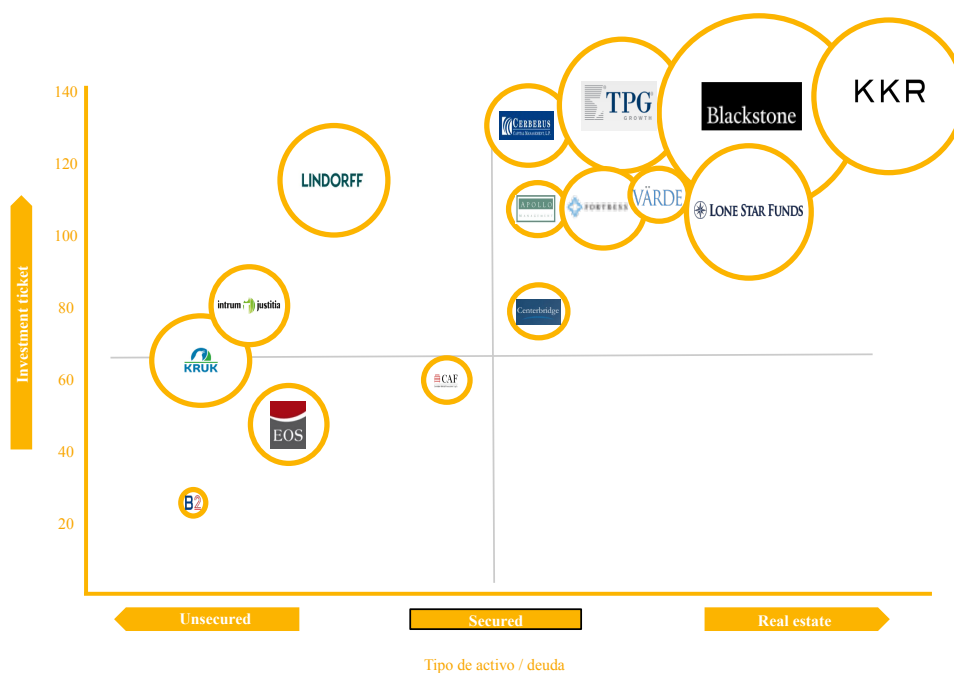 140
120
100
80
60
40
20
Investment ticket
CERBERUS
CAPITAL MANAGEMENT, L.P.
TPG
GROWTH
Blackstone
KKR
LINDORFF
APOLLO
FORTRESS
VÄRDE
LONE STAR FUNDS
intrum justitia
Centerbridge
KRUK
CAF
EOS
B2
Unsecured
Secured
Real estate
Tipo de activo / deuda